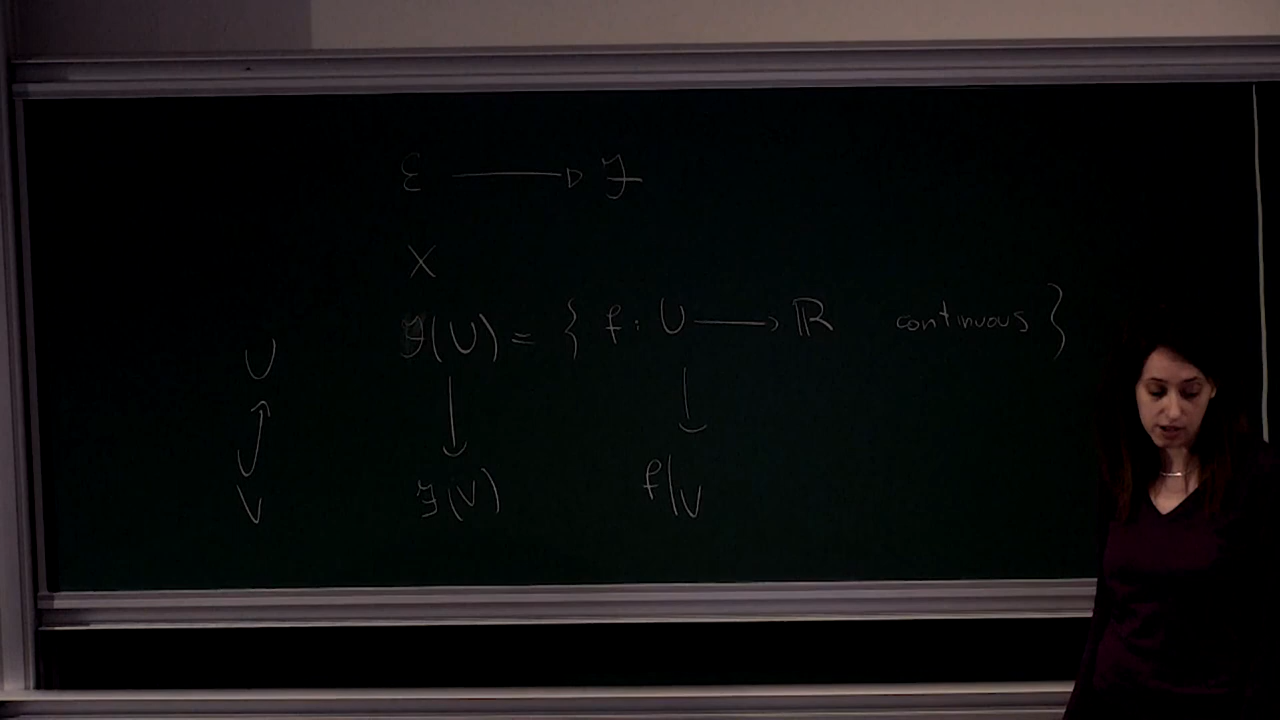 ℰ ⟶ ℱ
X
ℱ(U) = { f : U ⟶ ℝ continuous }
U
↓ ↓
⤴
V ℱ(V) f|V